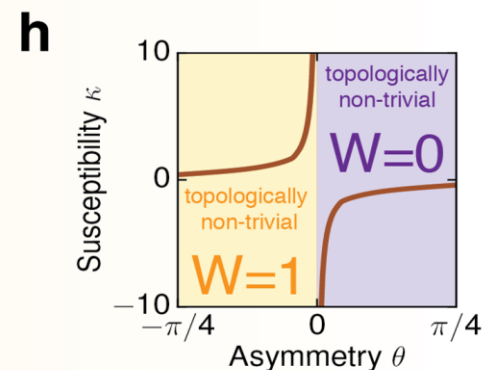 h
10
topologically
non-trivial
W=0
Susceptibility κ
0
topologically
non-trivial
W=1
−10
−π/4
0
π/4
Asymmetry θ